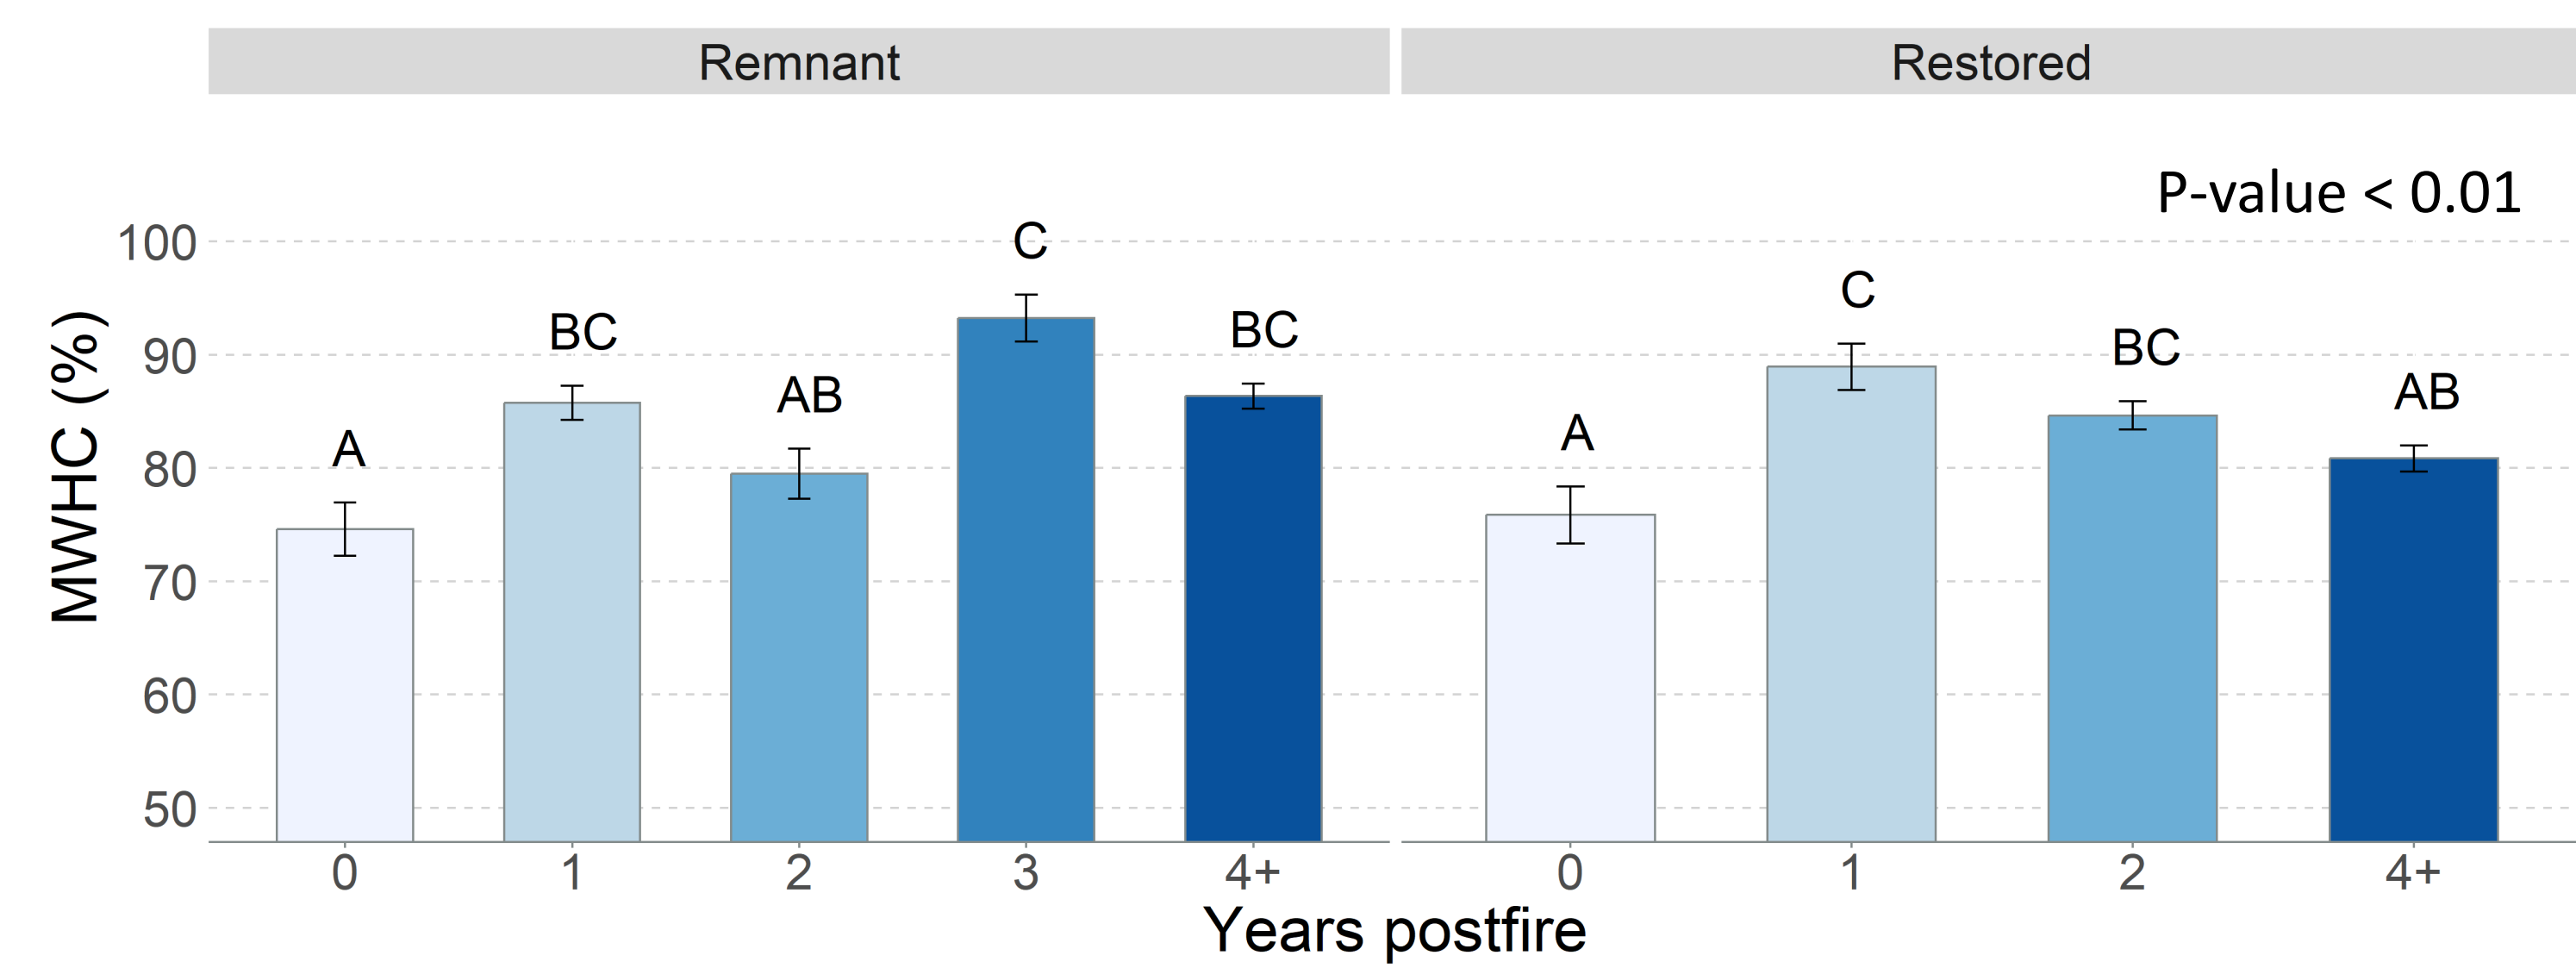 Remnant
Restored
P-value < 0.01
MWHC (%)
100
90
80
70
60
50
A
BC
AB
C
BC
A
C
BC
AB
0
1
2
3
4+
0
1
2
4+
Years postfire